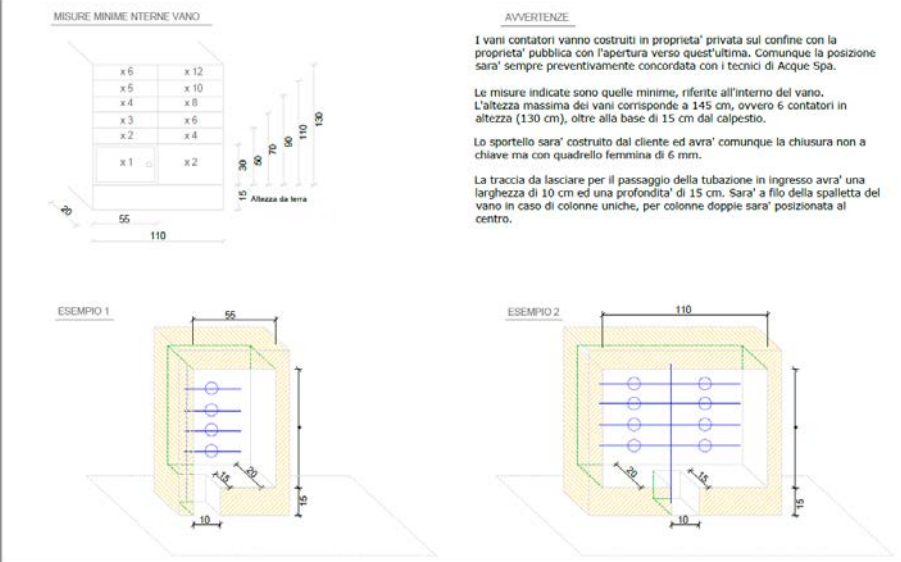 MISURE MINIME NTERNE VANO
x 6 x 12
x 5 x 10
x 4 x 8
x 3 x 6
x 2 x 4
x 1 x 2
30
50
70
90
110
130
15 Altezza da terra
20
55
110
AVVERTENZE
I vani contatori vanno costruiti in proprieta' privata sul confine con la
proprieta' pubblica con l'apertura verso quest'ultima. Comunque la posizione
sara' sempre preventivamente concordata con i tecnici di Acque Spa.
Le misure indicate sono quelle minime, riferite all'interno del vano.
L'altezza massima dei vani corrisponde a 145 cm, ovvero 6 contatori in
altezza (130 cm), oltre alla base di 15 cm dal calpestio.
Lo sportello sara' costruito dal cliente ed avra' comunque la chiusura non a
chiave ma con quadrello femmina di 6 mm.
La traccia da lasciare per il passaggio della tubazione in ingresso avra' una
larghezza di 10 cm ed una profondita' di 15 cm. Sara' a filo della spalletta del
vano in caso di colonne uniche, per colonne doppie sara' posizionata al
centro.
ESEMPIO 1
55
15
20
15
10
ESEMPIO 2
110
20
15
15
10